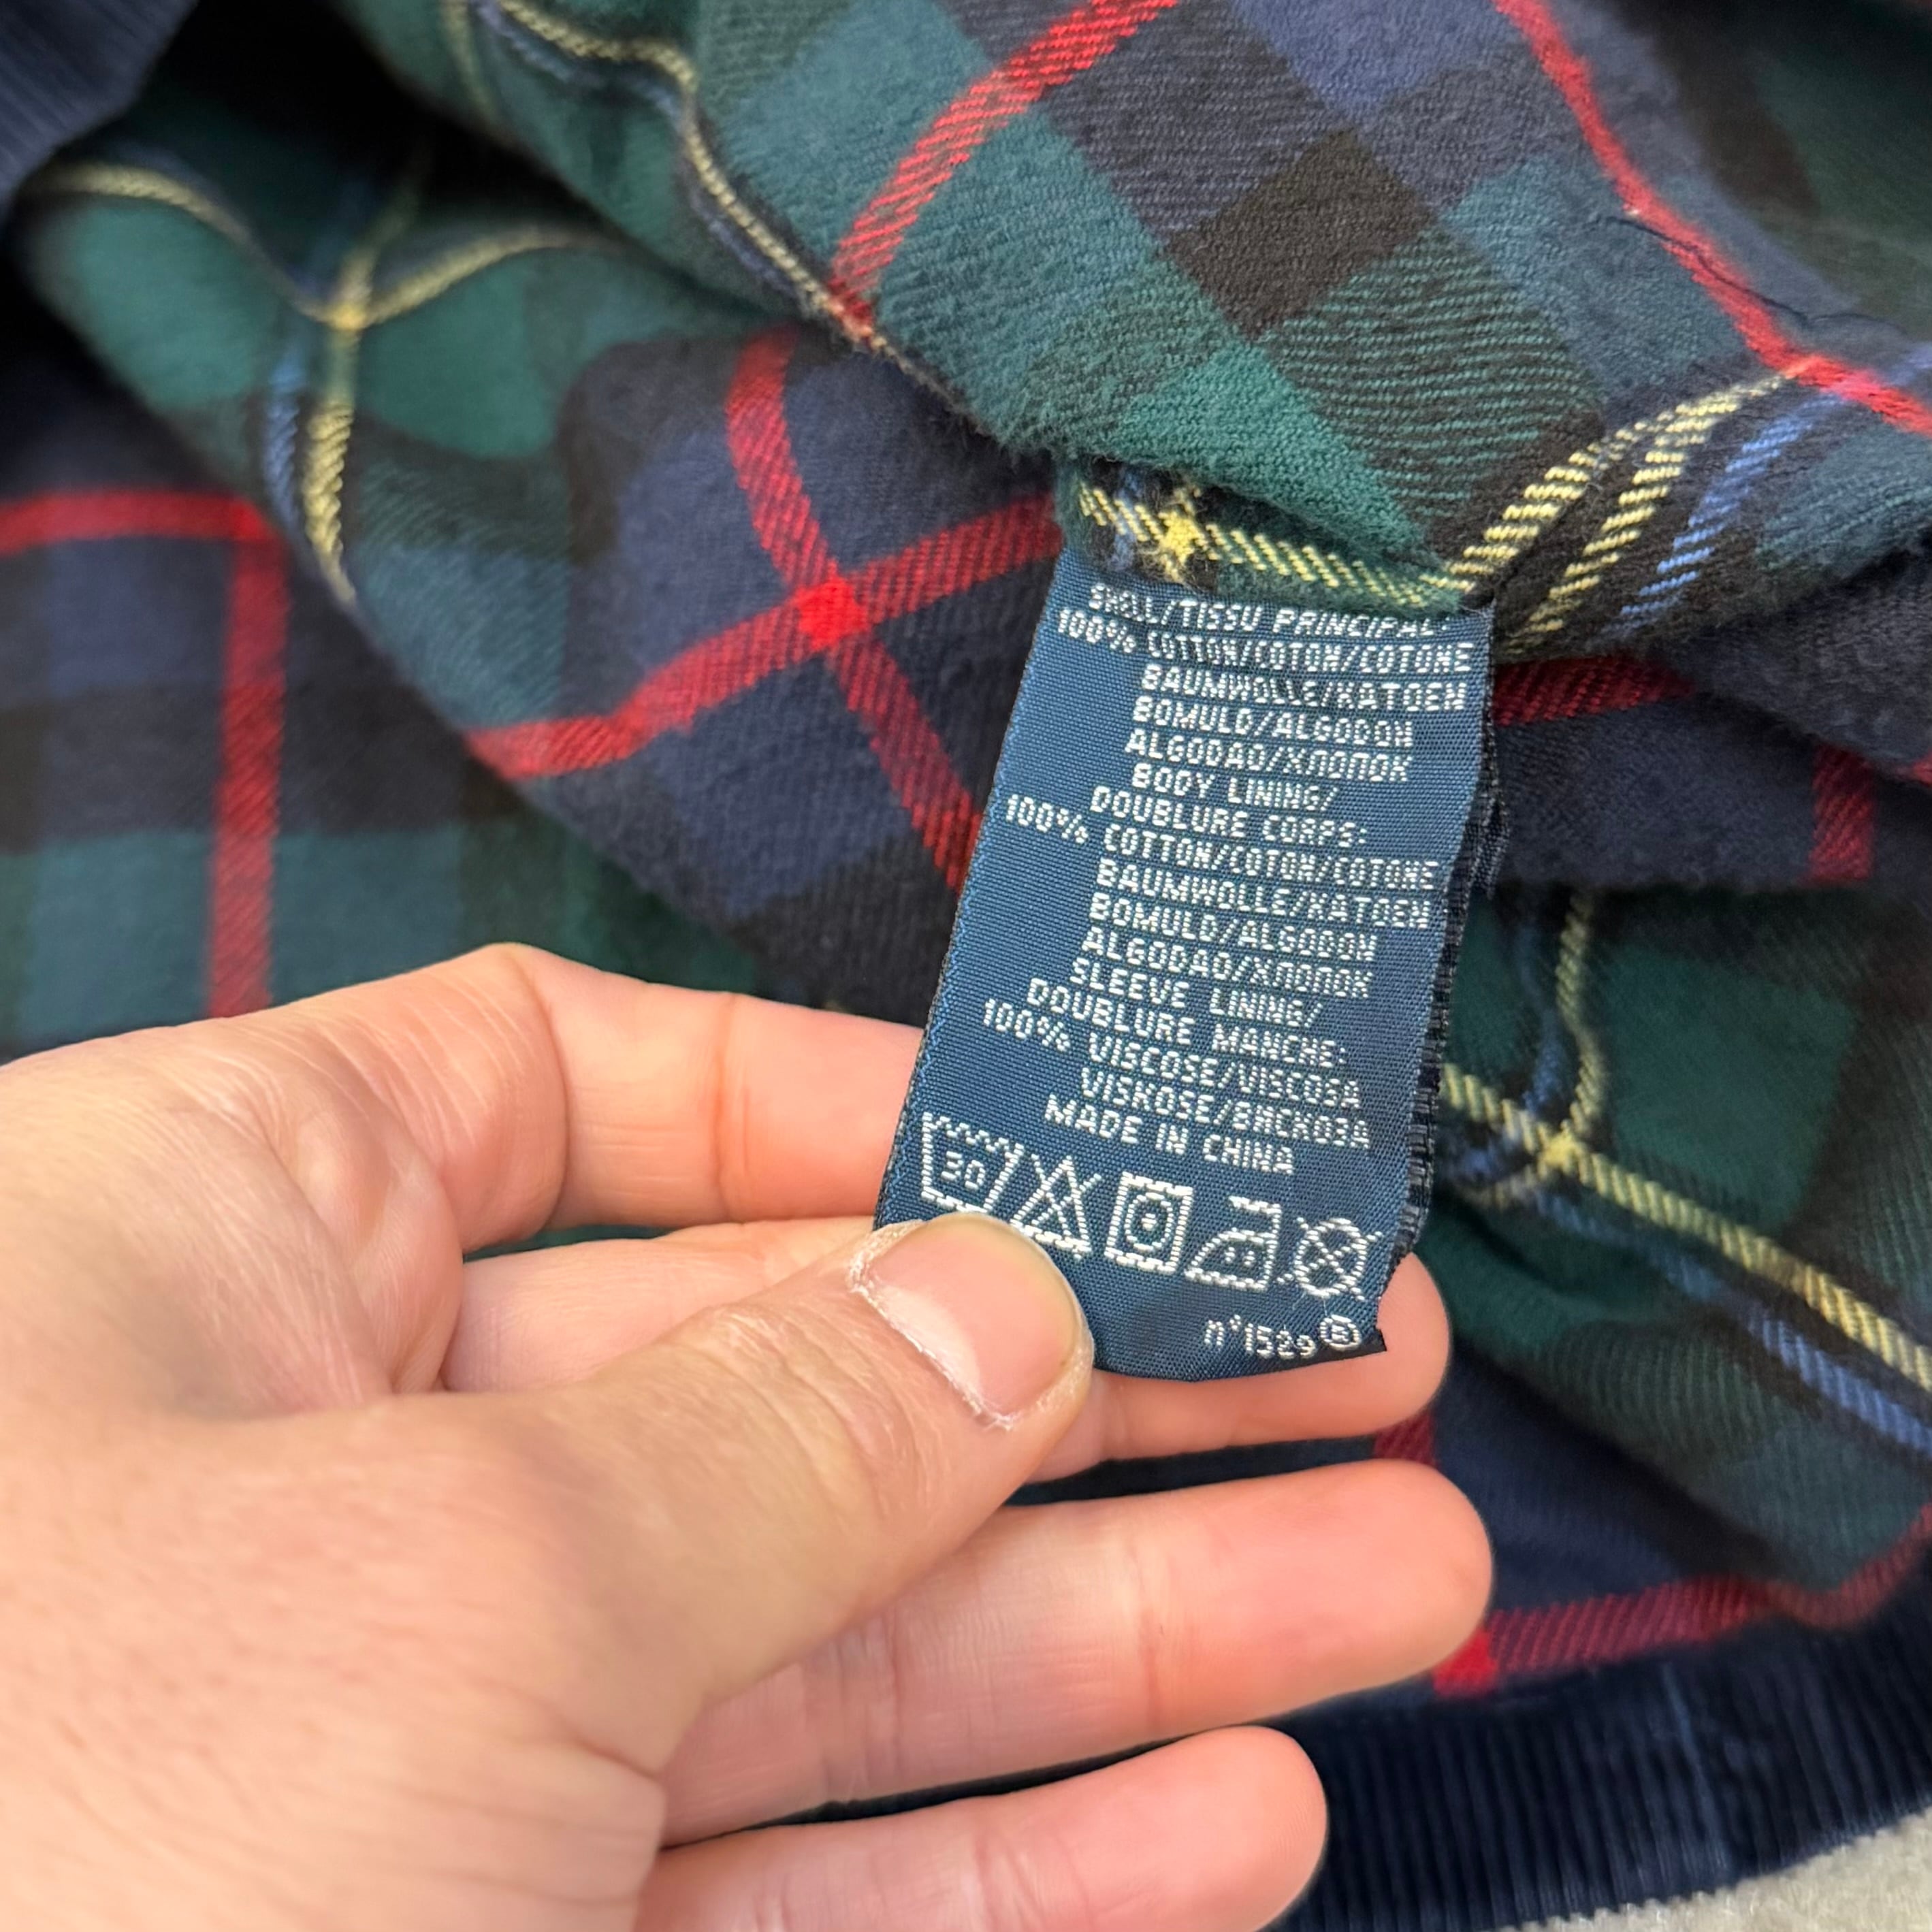 SHELL/TISSU PRINCIPAL:
100% COTTON/COTON/COTONE
BAUMWOLLE/KATOEN
BOMULD/ALGODON
ALGODAO/ХЛОПОК
BODY LINING/
DOUBLURE CORPS:
100% COTTON/COTON/COTONE
BAUMWOLLE/KATOEN
BOMULD/ALGODON
ALGODAO/ХЛОПОК
SLEEVE LINING/
DOUBLURE MANCHE:
100% VISCOSE/VISCOSA
VISKOSE/ВИСКОЗА
MADE IN CHINA
30
n°1529 ®